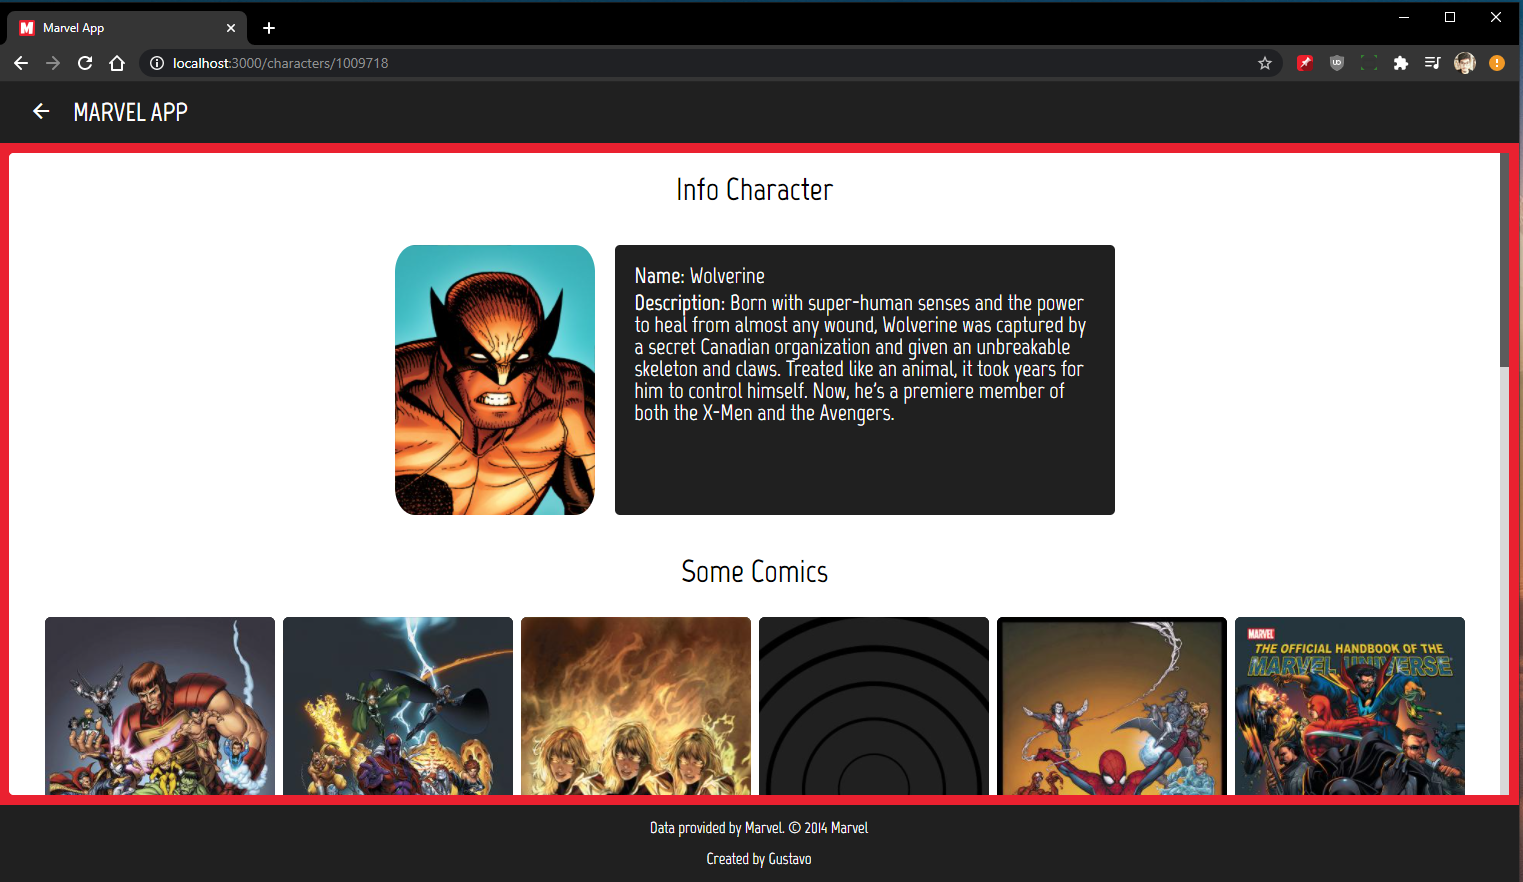 M Marvel App
localhost:3000/characters/1009718
UD
MARVEL APP
Info Character
Name: Wolverine
Description: Born with super-human senses and the power
to heal from almost any wound, Wolverine was captured by
a secret Canadian organization and given an unbreakable
skeleton and claws. Treated like an animal, it took years for
him to control himself. Now, he's a premiere member of
both the X-Men and the Avengers.
Some Comics
MARVEL
THE OFFICIAL HANDBOOK OF THE
MARVEL UNIVERSE
Data provided by Marvel. © 2014 Marvel
Created by Gustavo